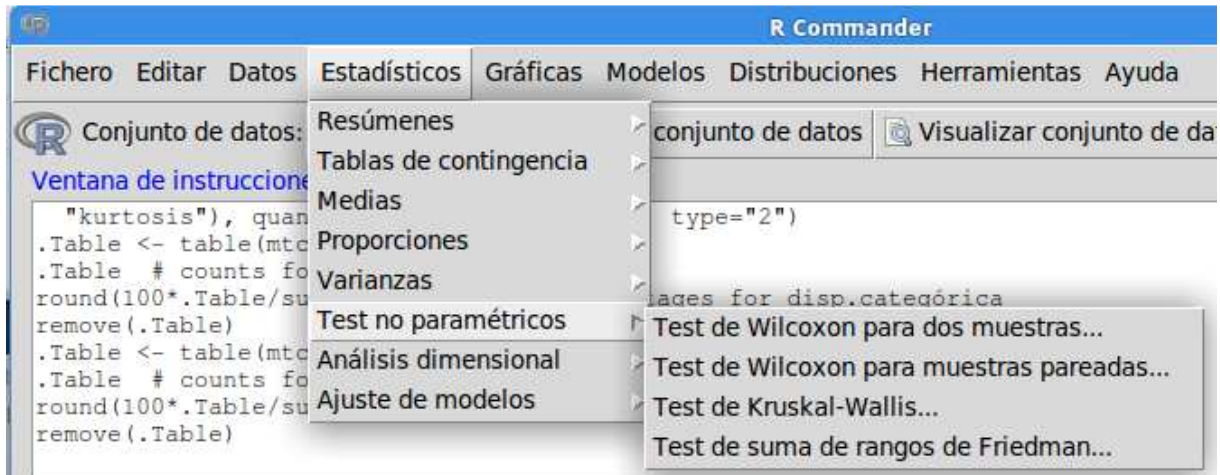 R Commander
Fichero Editar Datos Estadísticos Gráficas Modelos Distribuciones Herramientas Ayuda
Conjunto de datos: conjunto de datos Visualizar conjunto de da
Ventana de instruccione
Resúmenes
Tablas de contingencia
Medias
Proporciones
Varianzas
Test no paramétricos
Análisis dimensional
Ajuste de modelos
Test de Wilcoxon para dos muestras...
Test de Wilcoxon para muestras pareadas...
Test de Kruskal-Wallis...
Test de suma de rangos de Friedman...
"kurtosis"), quan type="2")
.Table <- table(mtc
.Table # counts fo
round(100*.Table/su ages for disp.categórica
remove(.Table)
.Table <- table(mtc
.Table # counts fo
round(100*.Table/su
remove(.Table)